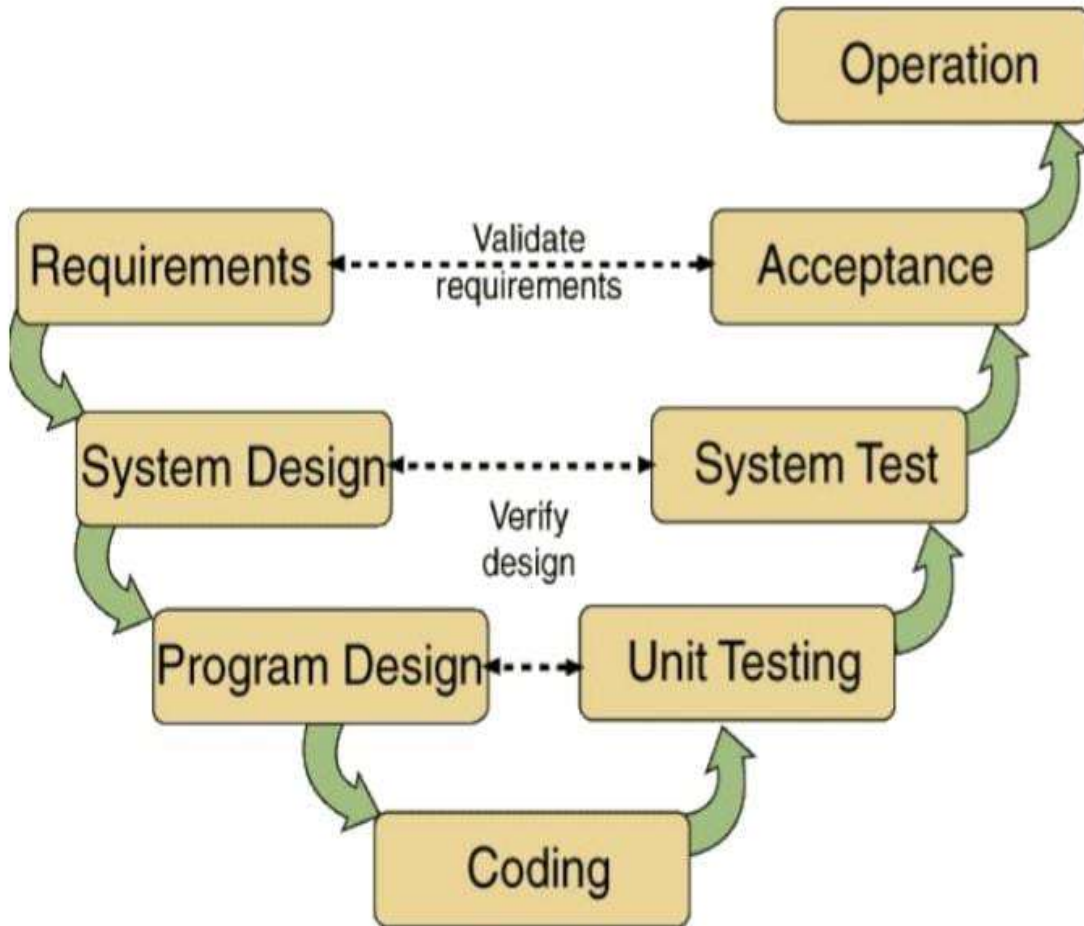 Operation
Requirements
Validate
requirements
Acceptance
System Design
System Test
Verify
design
Program Design
Unit Testing
Coding